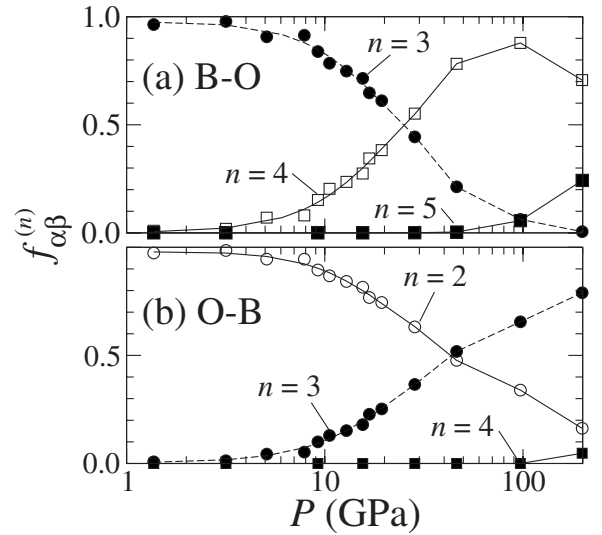 1.0
(a) B-O
n = 3
0.5
n = 4
n = 5
0.0
f_{αβ}^{(n)}
(b) O-B
n = 2
0.5
n = 3
n = 4
0.0
1 10 100
P (GPa)